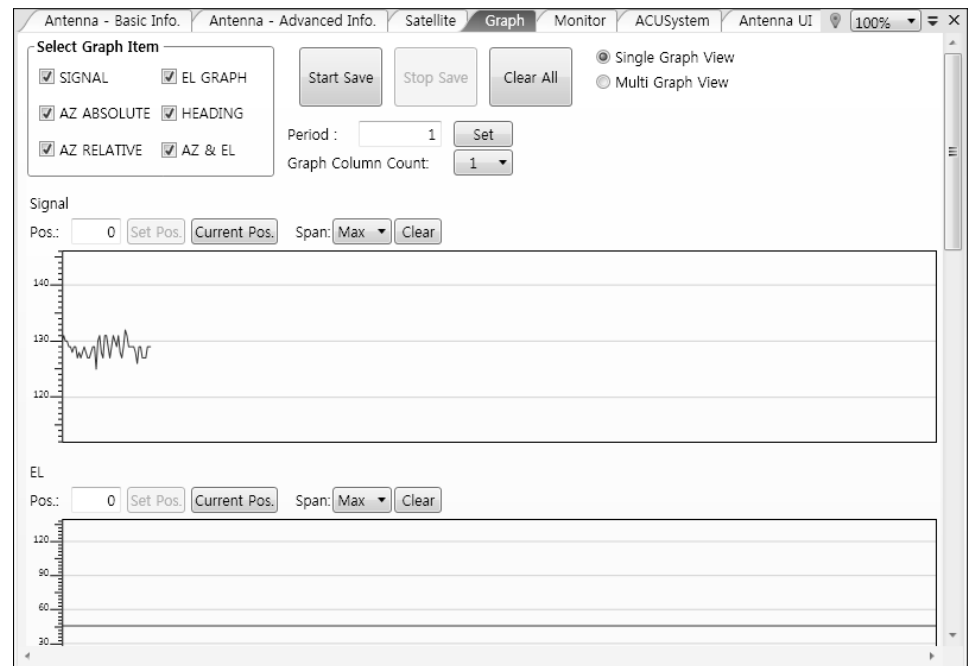 Antenna - Basic Info. Antenna - Advanced Info. Satellite Graph Monitor ACUSystem Antenna UI 100%
Select Graph Item
SIGNAL EL GRAPH
AZ ABSOLUTE HEADING
AZ RELATIVE AZ & EL
Start Save Stop Save Clear All
Single Graph View
Multi Graph View
Period : 1 Set
Graph Column Count: 1
Signal
Pos.: 0 Set Pos. Current Pos. Span: Max Clear
140
130
120
EL
Pos.: 0 Set Pos. Current Pos. Span: Max Clear
120
90
60
30